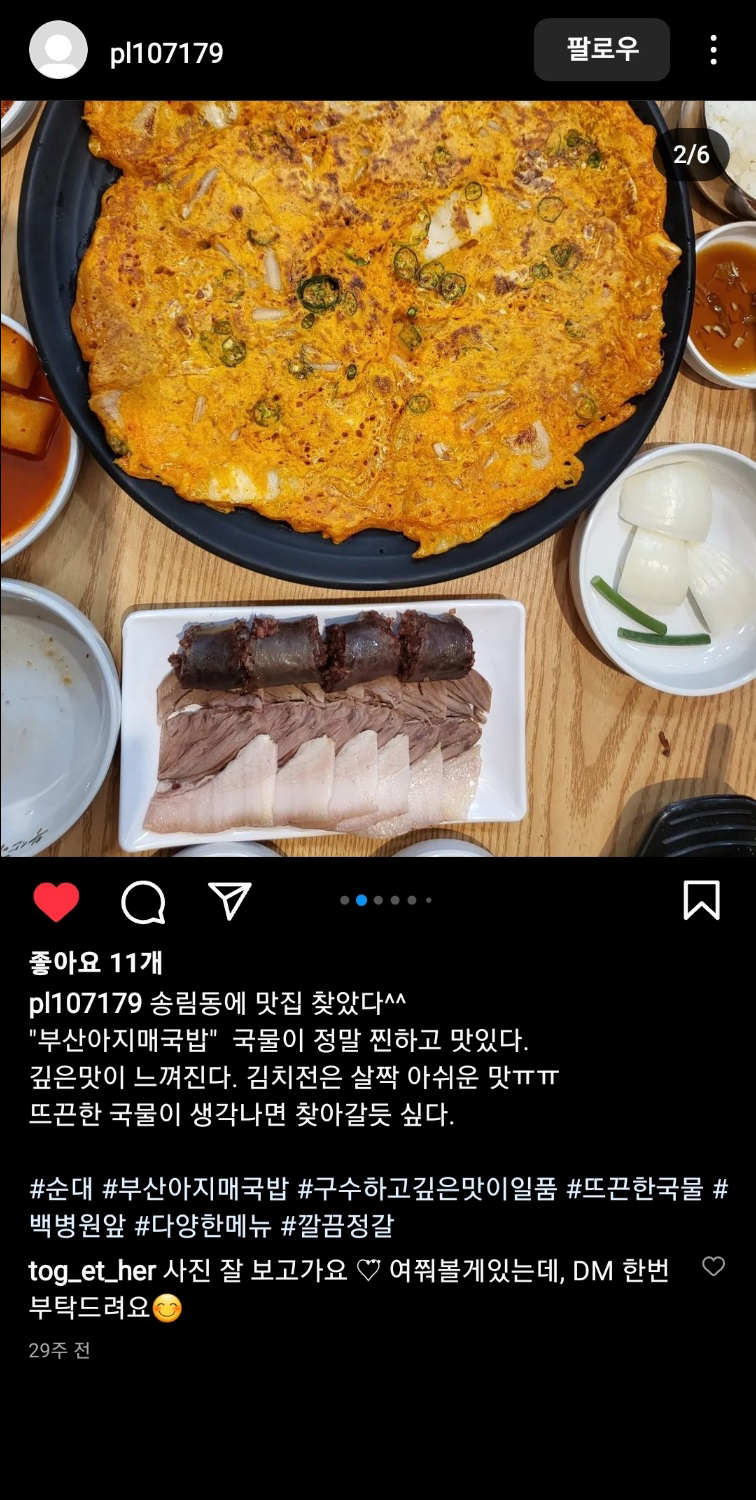 pl107179
팔로우
2/6
좋아요 11개
pl107179 송림동에 맛집 찾았다^^
"부산아지매국밥"  국물이 정말 찐하고 맛있다.
깊은맛이 느껴진다. 김치전은 살짝 아쉬운 맛ㅠㅠ
뜨끈한 국물이 생각나면 찾아갈듯 싶다.
#순대 #부산아지매국밥 #구수하고깊은맛이일품 #뜨끈한국물 #
백병원앞 #다양한메뉴 #깔끔정갈
tog_et_her 사진 잘 보고가요 ♡ 여쭤볼게있는데, DM 한번
부탁드려요😊
29주 전